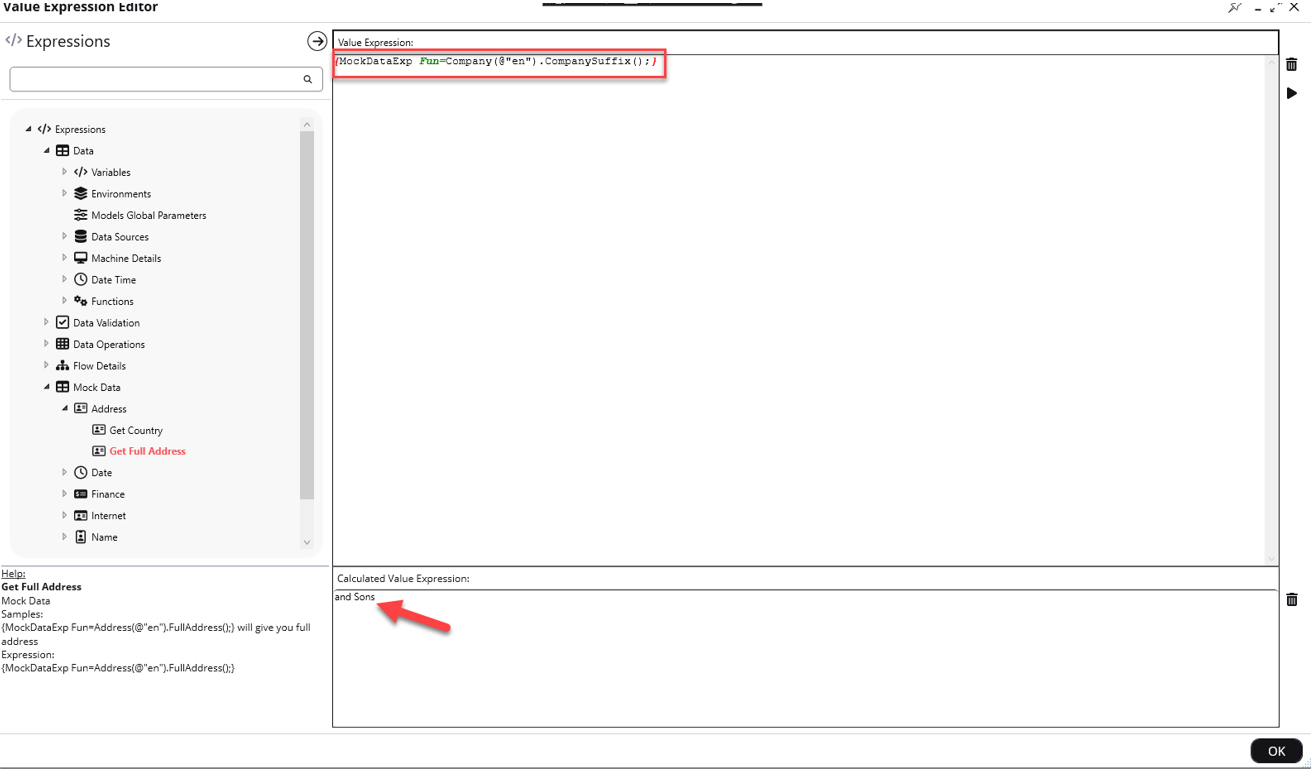 Value Expression Editor
</> Expressions
Value Expression:
{MockDataExp Fun=Company(@"en").CompanySuffix();}
</> Expressions
Data
</> Variables
Environments
Models Global Parameters
Data Sources
Machine Details
Date Time
Functions
Data Validation
Data Operations
Flow Details
Mock Data
Address
Get Country
Get Full Address
Date
Finance
Internet
Name
Help:
Get Full Address
Mock Data
Samples:
{MockDataExp Fun=Address(@"en").FullAddress();} will give you full
address
Expression:
{MockDataExp Fun=Address(@"en").FullAddress();}
Calculated Value Expression:
and Sons
OK